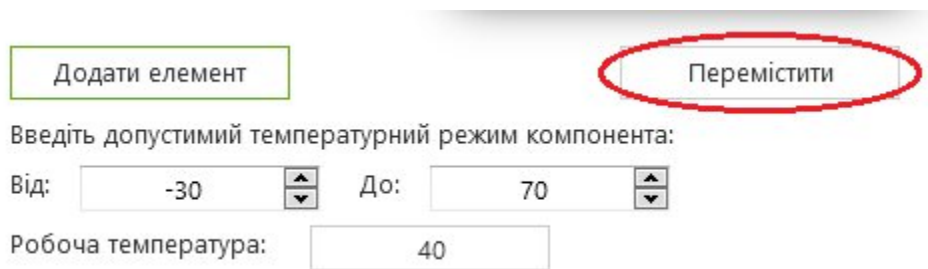 Додати елемент Перемістити
Введіть допустимий температурний режим компонента:
Від: -30 До: 70
Робоча температура: 40